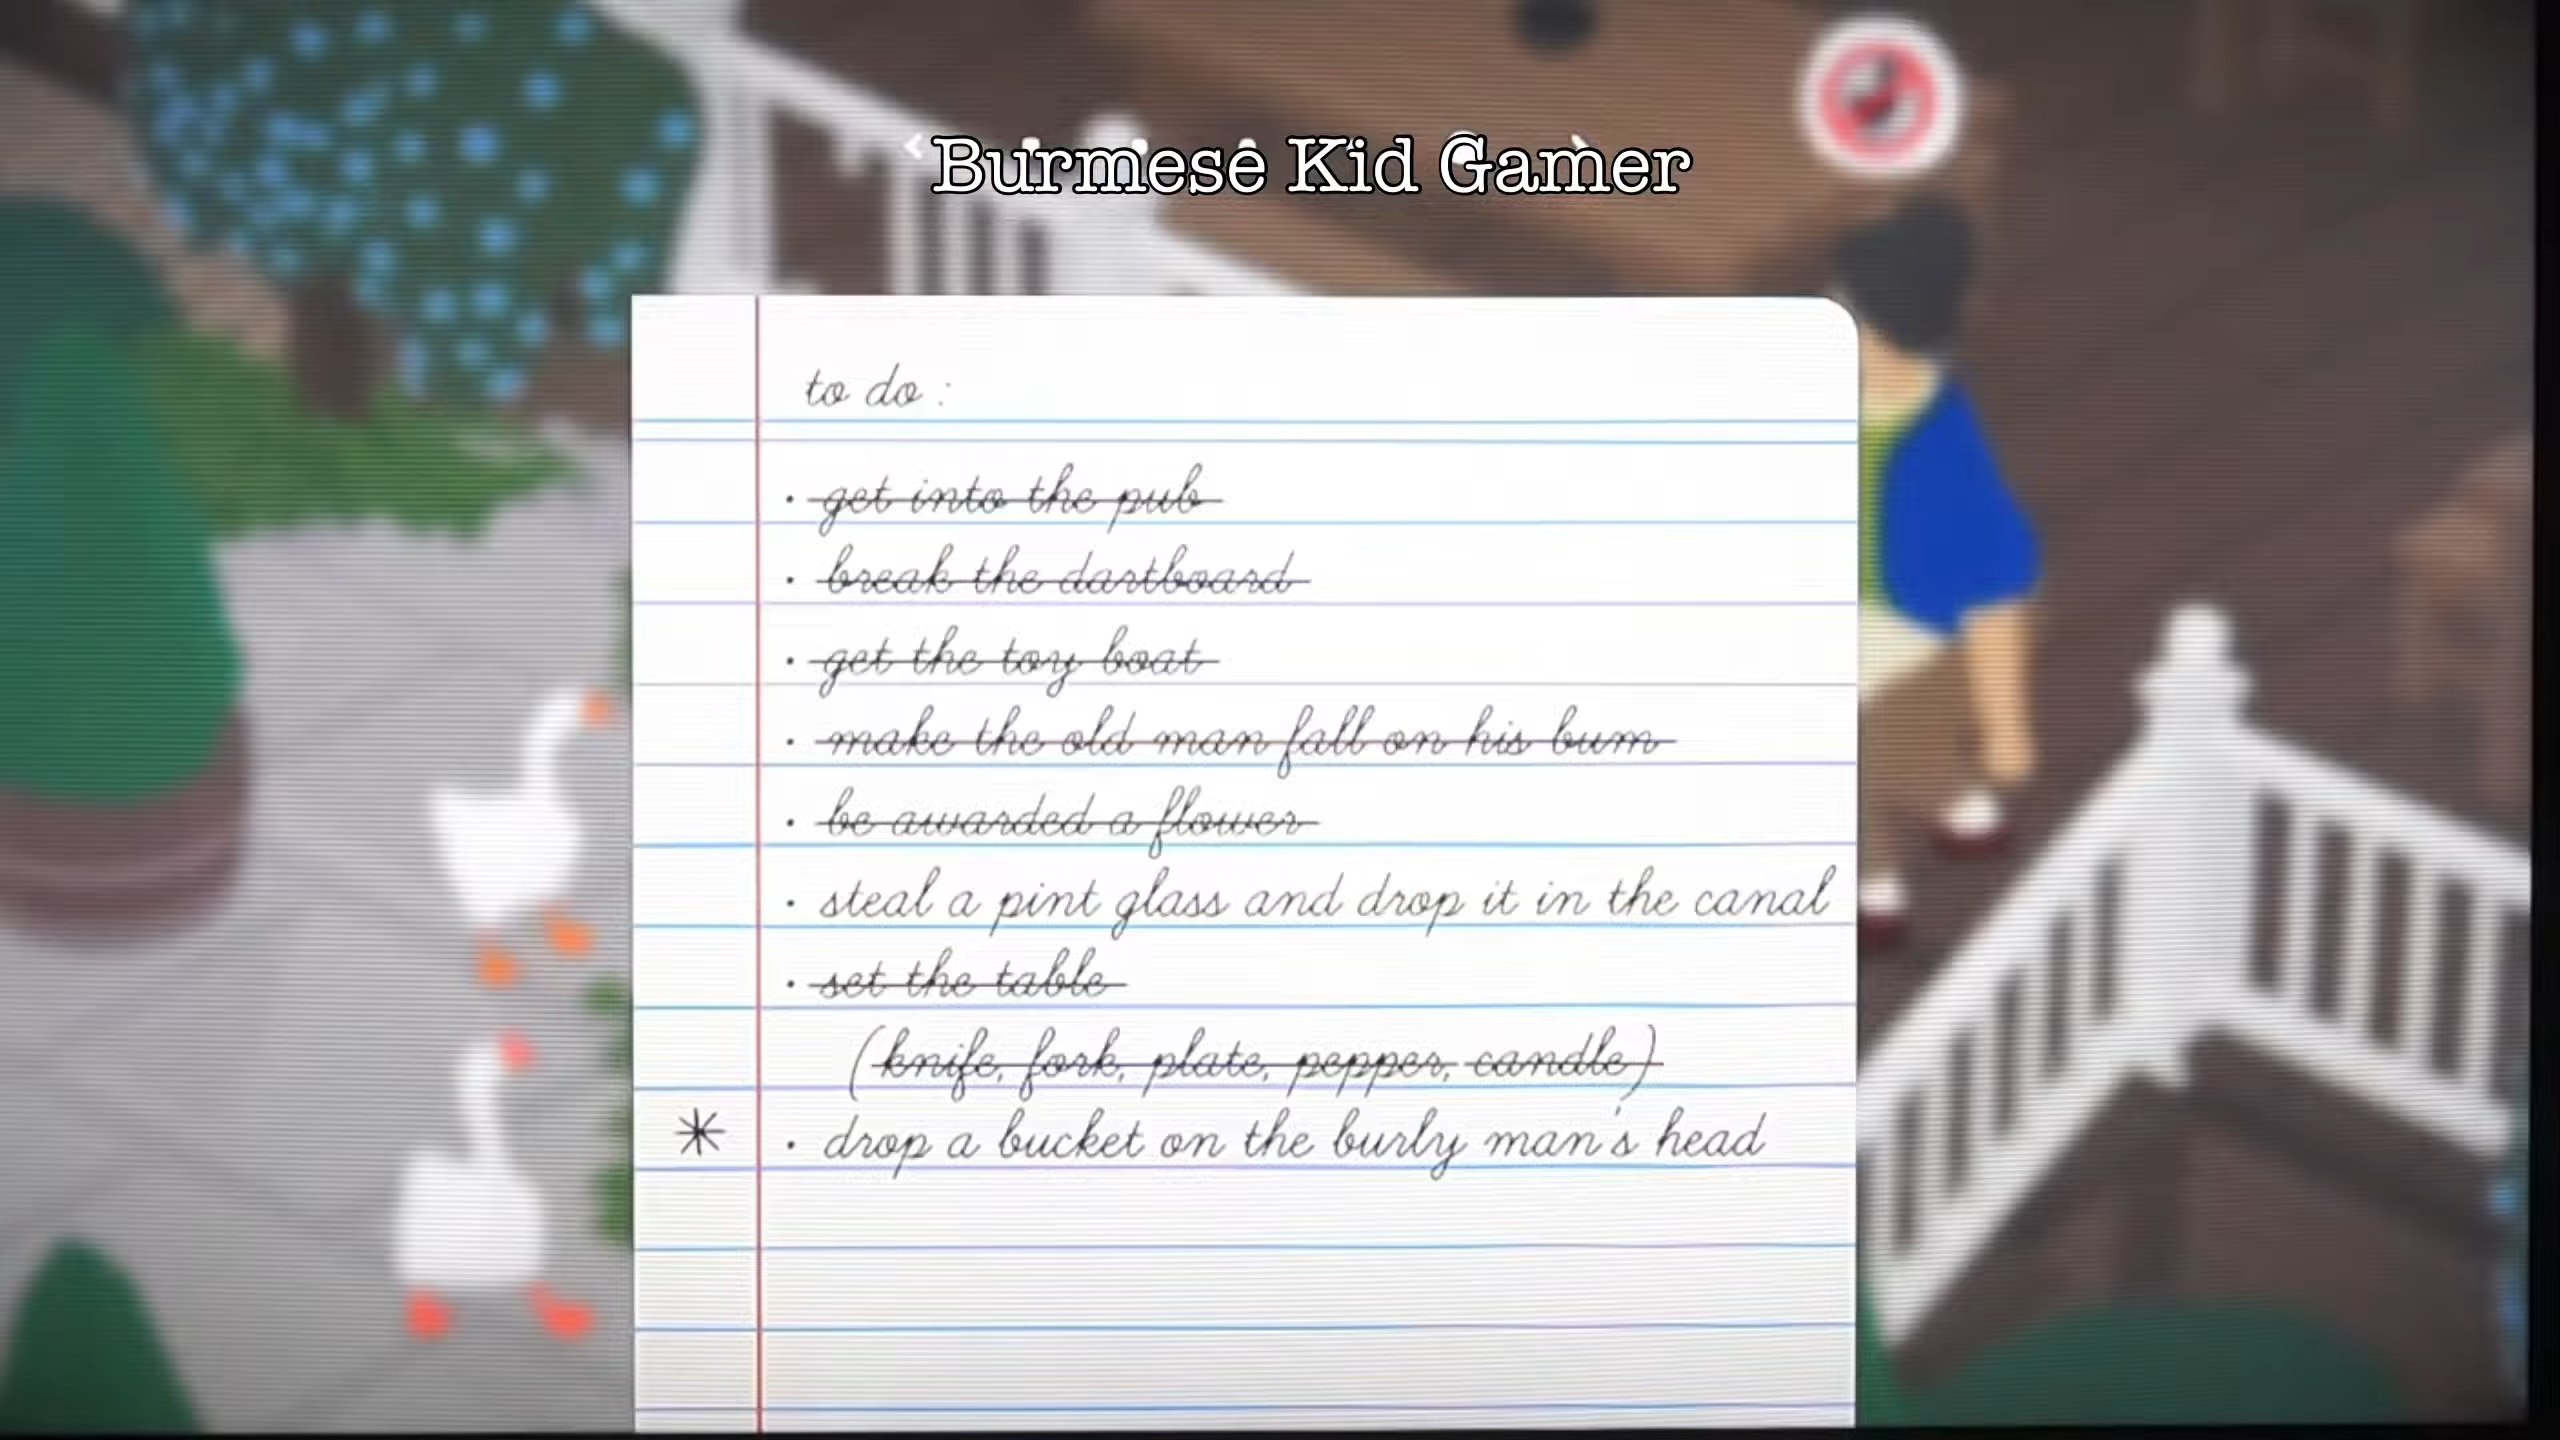 Burmese Kid Gamer
to do :
• get into the pub
• break the dartboard
• get the toy boat
• make the old man fall on his bum
• be awarded a flower
• steal a pint glass and drop it in the canal
• set the table
(knife, fork, plate, pepper, candle)
* • drop a bucket on the burly man's head